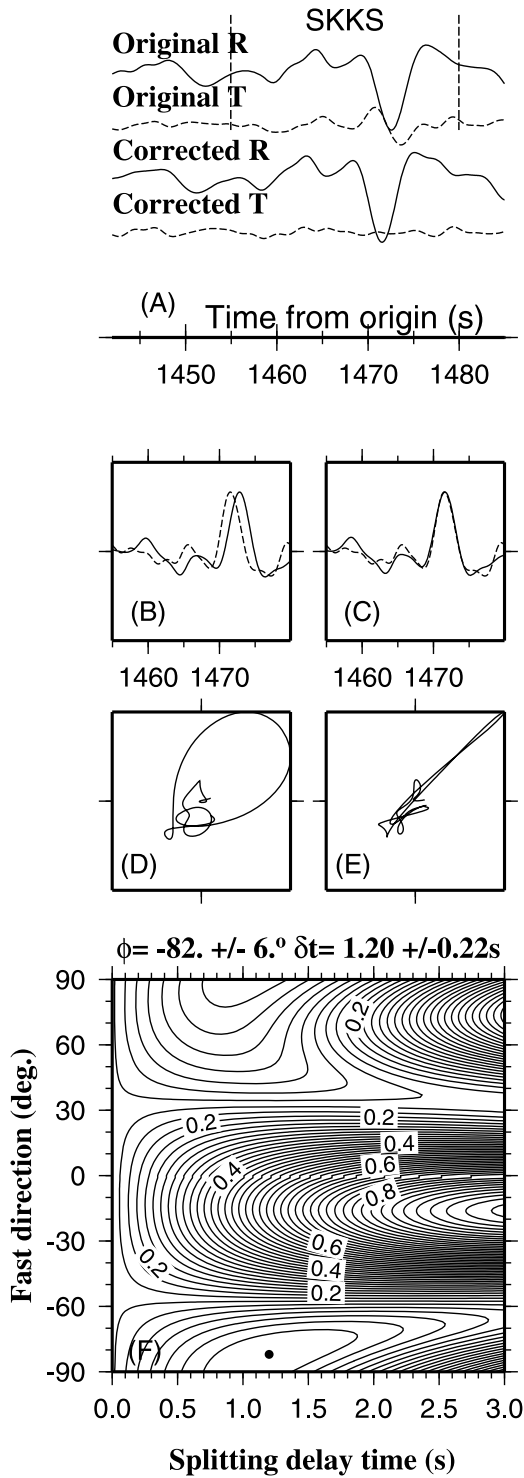 SKKS
Original R
Original T
Corrected R
Corrected T
(A)
Time from origin (s)
1450 1460 1470 1480
(B)
(C)
1460 1470
1460 1470
(D)
(E)
ϕ= -82. +/- 6.º δt= 1.20 +/-0.22s
90
60
30
0
-30
-60
-90
Fast direction (deg.)
0.2
0.2
0.2
0.4
0.4
0.6
0.8
0.6
0.4
0.2
0.2
(F)
0.0 0.5 1.0 1.5 2.0 2.5 3.0
Splitting delay time (s)